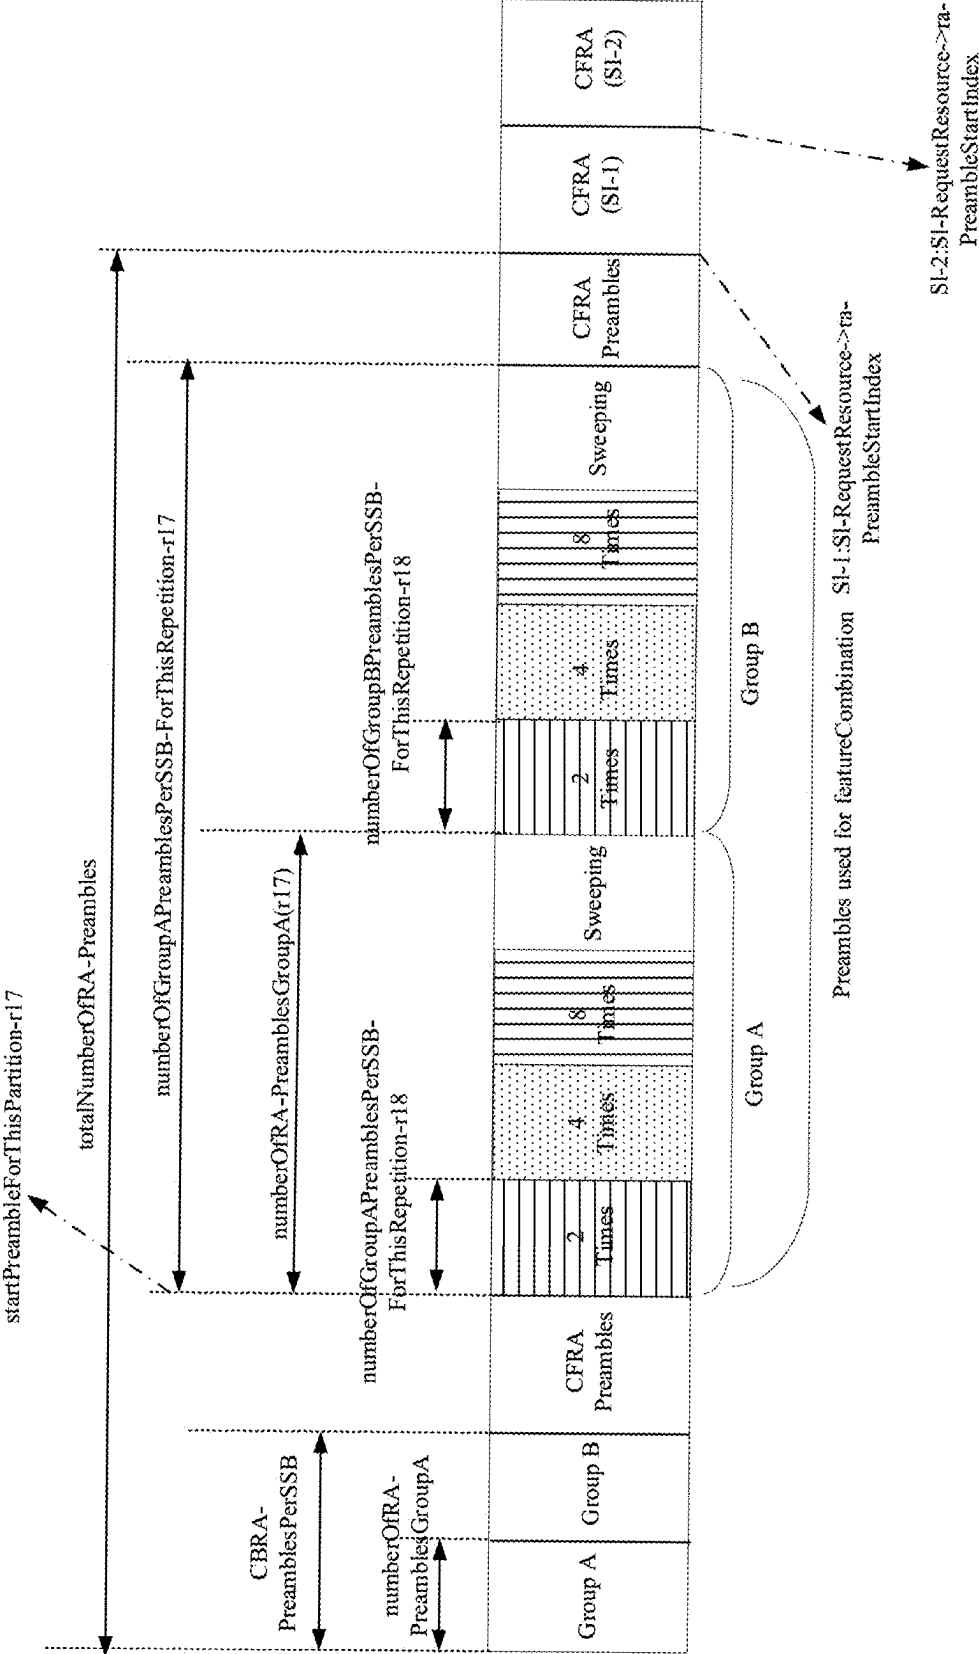 startPreambleForThisPartition-r17
totalNumberOfRA-Preambles
numberOfGroupAPreamblesPerSSB-ForThisRepetition-r17
CBRA-
PreamblesPerSSB
numberOfRA-PreamblesGroupA(r17)
numberOfRA-
PreamblesGroupA
numberOfGroupAPreamblesPerSSB-
ForThisRepetition-r18
numberOfGroupBPreamblesPerSSB-
ForThisRepetition-r18
Group A
Group B
CFRA
Preambles
2
Times
4
Times
8
Times
Sweeping
2
Times
4
Times
8
Times
Sweeping
CFRA
Preambles
CFRA
(SI-1)
CFRA
(SI-2)
Group A
Group B
Preambles used for featureCombination
SI-1:SI-RequestResource->ra-
PreambleStartIndex
SI-2:SI-RequestResource->ra-
PreambleStartIndex